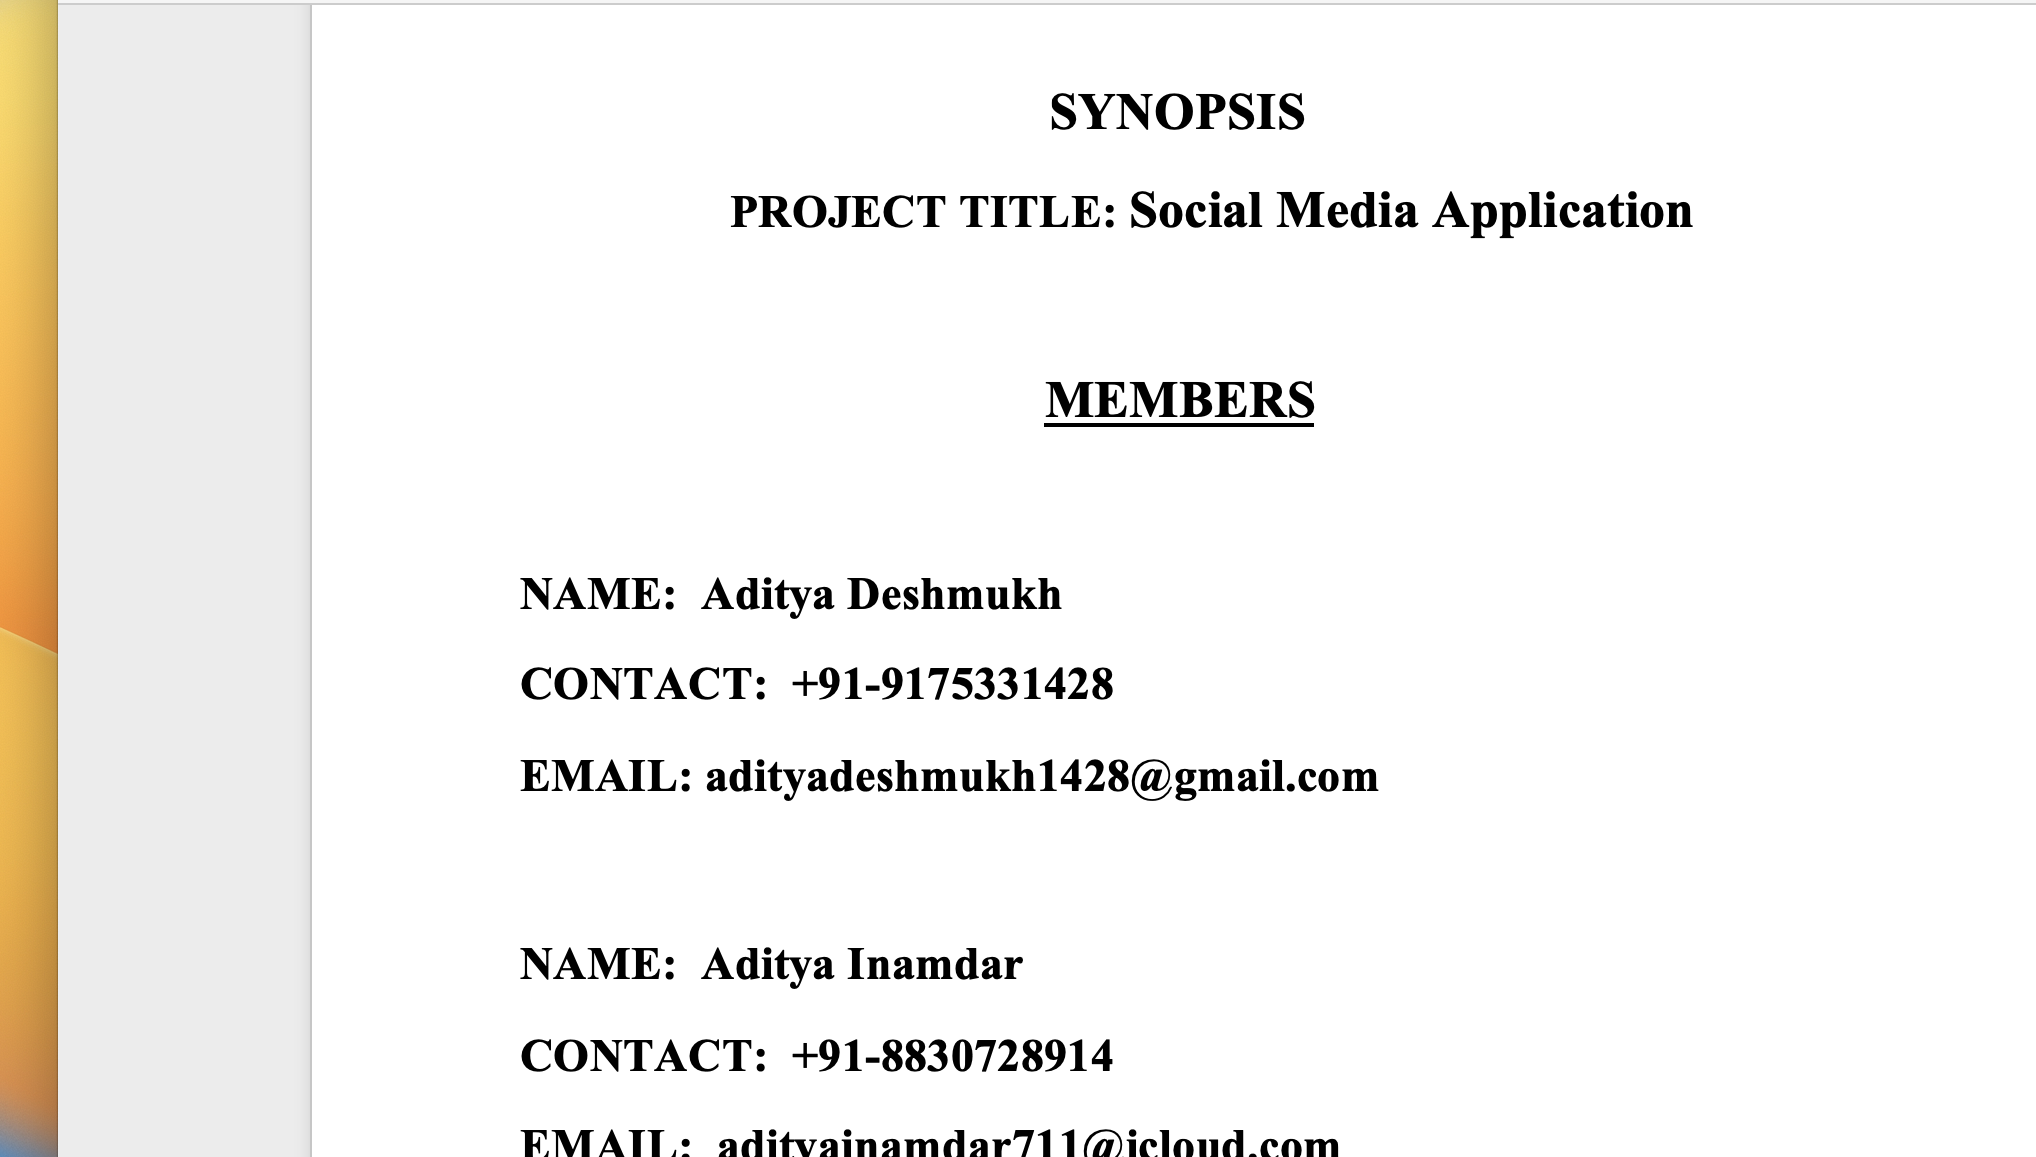 SYNOPSIS
PROJECT TITLE: Social Media Application
MEMBERS
NAME: Aditya Deshmukh
CONTACT: +91-9175331428
EMAIL: adityadeshmukh1428@gmail.com
NAME: Aditya Inamdar
CONTACT: +91-8830728914
EMAIL: adityainamdar711@icloud.com